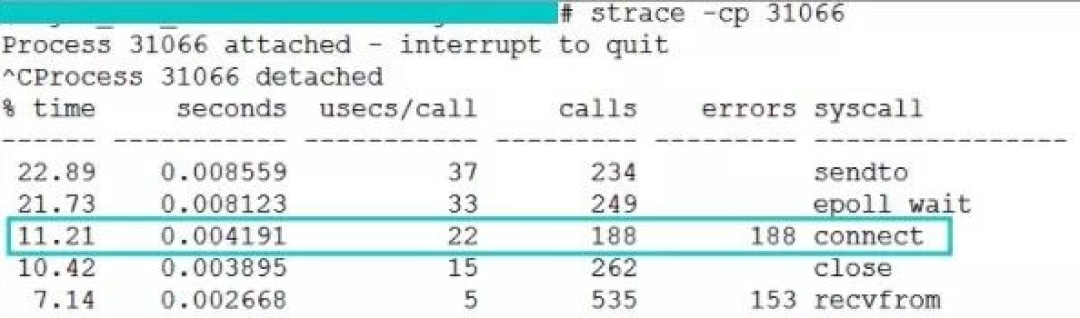 # strace -cp 31066
Process 31066 attached - interrupt to quit
^CProcess 31066 detached
% time seconds usecs/call calls errors syscall
------ ----------- ----------- --------- --------- ----------------
22.89 0.008559 37 234 sendto
21.73 0.008123 33 249 epoll_wait
11.21 0.004191 22 188 188 connect
10.42 0.003895 15 262 close
7.14 0.002668 5 535 153 recvfrom